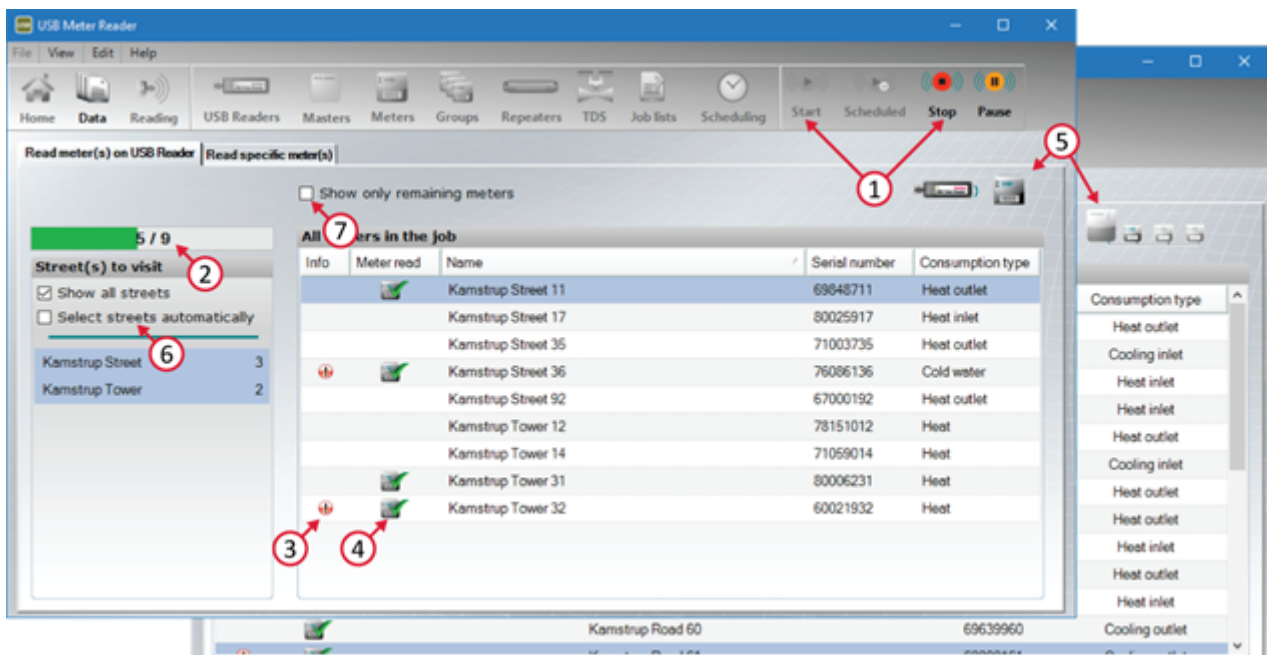 USB Meter Reader
File View Edit Help
Home Data Reading USB Readers Masters Meters Groups Repeaters TDS Job lists Scheduling Start Scheduled Stop Pause
Read meter(s) on USB Reader Read specific meter(s)
5
1
Show only remaining meters
7
5 / 9
2
All ers in the job
Street(s) to visit
Info Meter read Name Serial number Consumption type
Show all streets
Select streets automatically
6
Kamstrup Street 3
Kamstrup Tower 2
Kamstrup Street 11 69848711 Heat outlet
Kamstrup Street 17 80025917 Heat inlet
Kamstrup Street 35 71003735 Heat outlet
Kamstrup Street 36 76086136 Cold water
Kamstrup Street 92 67000192 Heat outlet
Kamstrup Tower 12 78151012 Heat
Kamstrup Tower 14 71059014 Heat
Kamstrup Tower 31 80006231 Heat
Kamstrup Tower 32 60021932 Heat
3
4
Consumption type
Heat outlet
Cooling inlet
Heat inlet
Heat inlet
Heat outlet
Cooling inlet
Heat outlet
Heat outlet
Heat inlet
Heat outlet
Heat inlet
Kamstrup Road 60 69639960 Cooling outlet